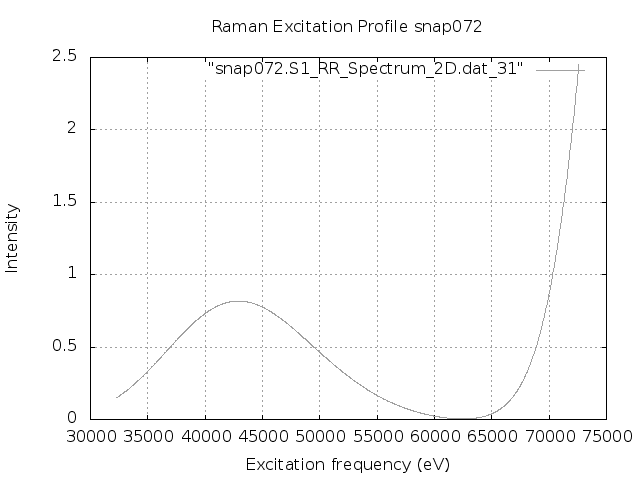 Raman Excitation Profile snap072
"snap072.S1_RR_Spectrum_2D.dat_31"
2.5
2
1.5
1
0.5
0
Intensity
30000 35000 40000 45000 50000 55000 60000 65000 70000 75000
Excitation frequency (eV)